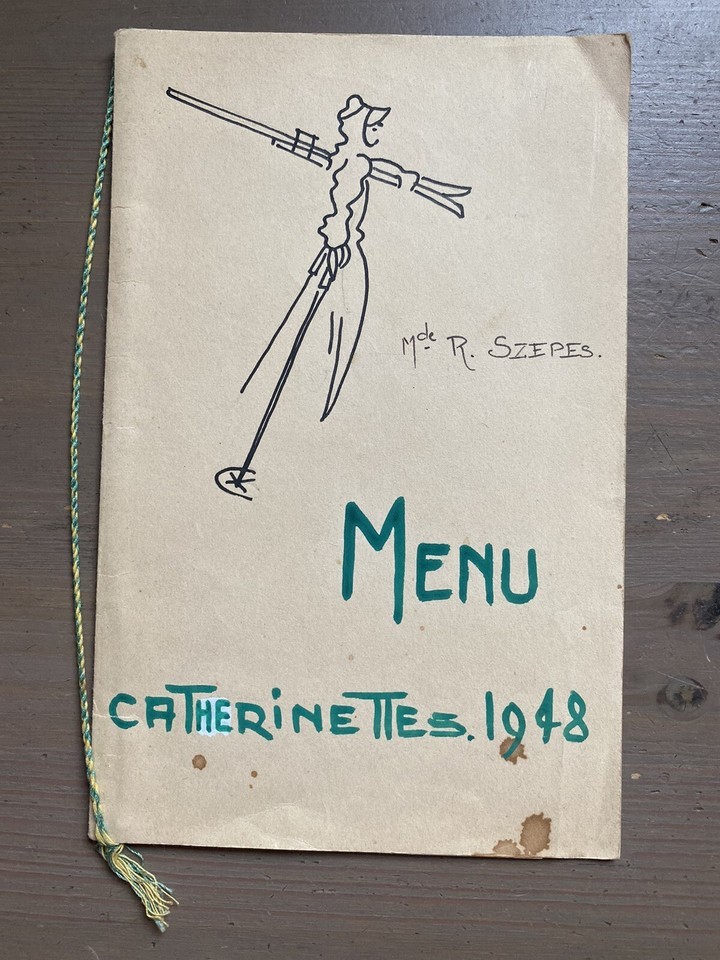 Mde R. SZEPES.
MENU
CATHERiNETTES. 1948